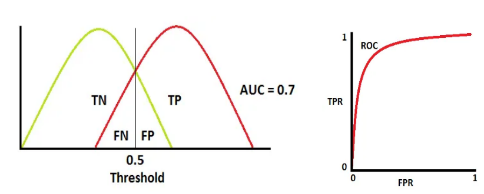 TN
TP
AUC = 0.7
FN
FP
0.5
Threshold
1
ROC
TPR
0
0
1
FPR